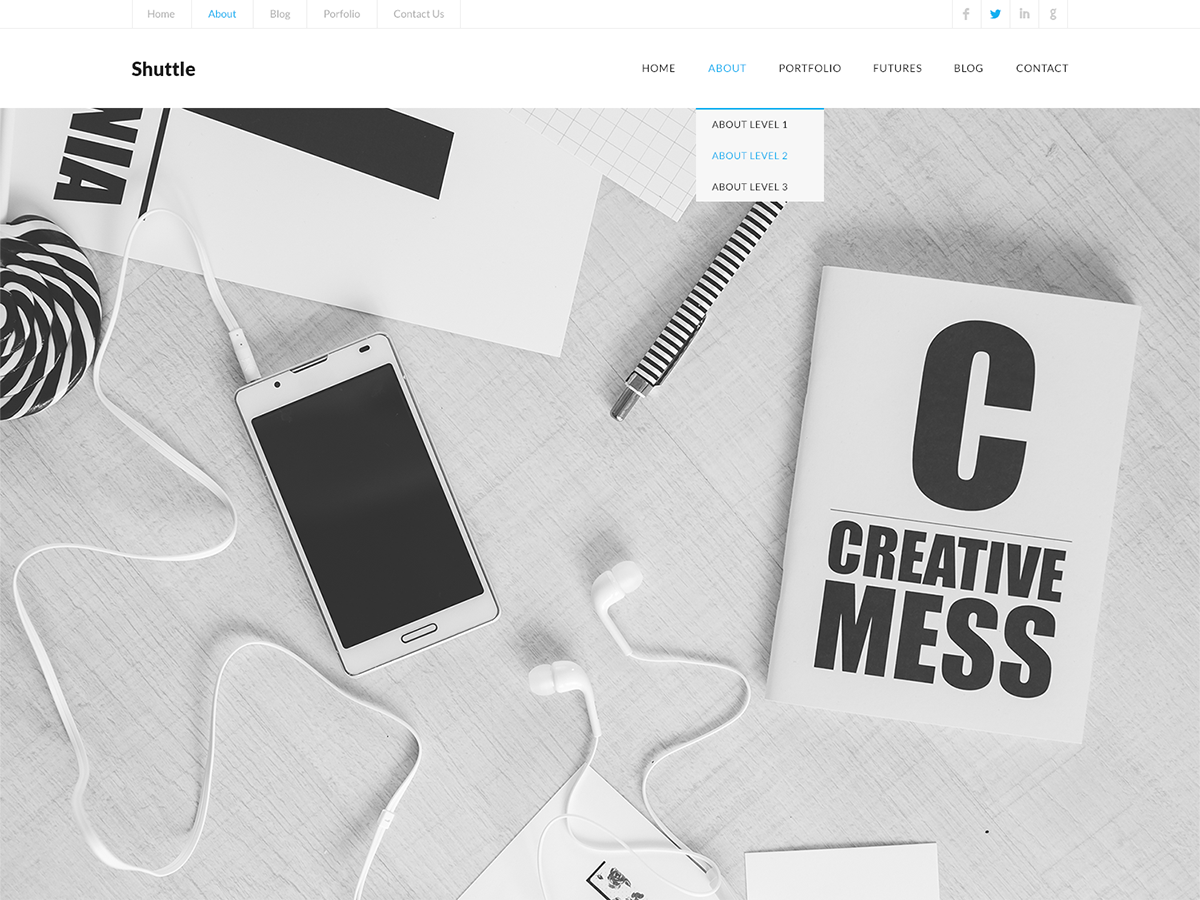 Home About Blog Porfolio Contact Us
Shuttle
HOME ABOUT PORTFOLIO FUTURES BLOG CONTACT
ABOUT LEVEL 1
ABOUT LEVEL 2
ABOUT LEVEL 3
NIA
C
CREATIVE
MESS